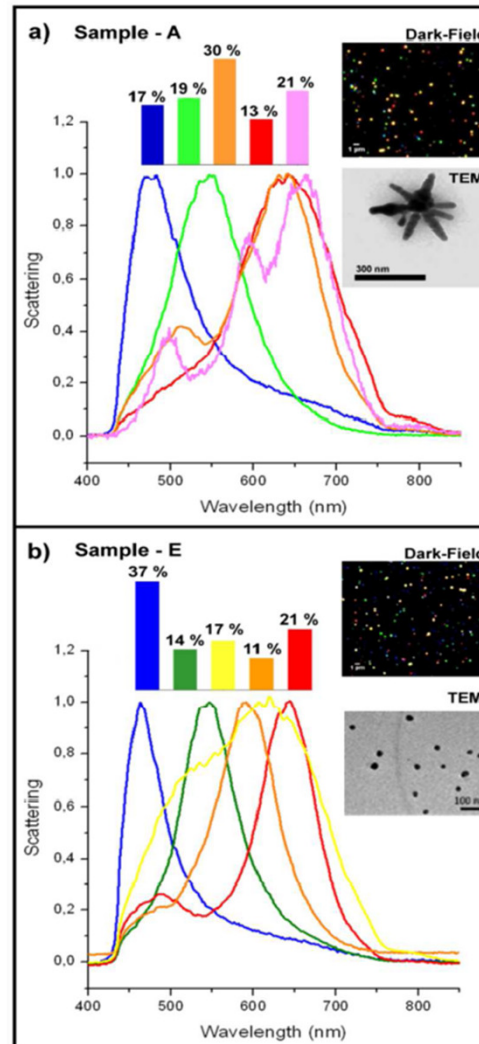 a) Sample - A
Dark-Field
17 % 19 % 30 % 13 % 21 %
1 µm
TEM
300 nm
1,2
1,0
0,8
0,6
0,4
0,2
0,0
Scattering
400 500 600 700 800
Wavelength (nm)
b) Sample - E
Dark-Field
37 % 14 % 17 % 11 % 21 %
1 µm
TEM
100 n
1,2
1,0
0,8
0,6
0,4
0,2
0,0
Scattering
400 500 600 700 800
Wavelength (nm)